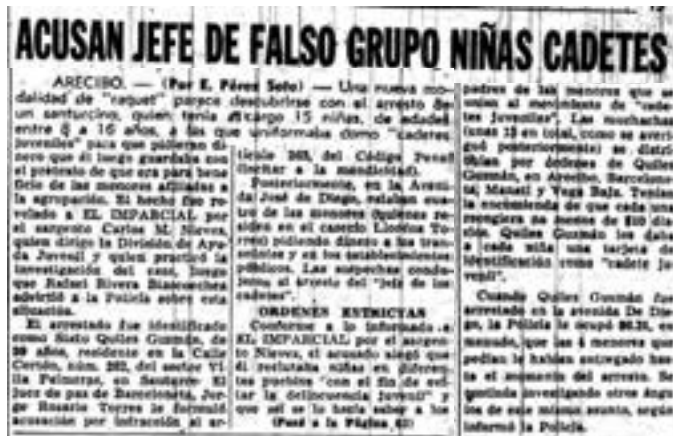 ACUSAN JEFE DE FALSO GRUPO NIÑAS CADETES
ARECIBO. — (Por E. Pérez Soto) — Una nueva mo-
dalidad de "raquet" parece descubrirse con el arresto de
un santurcino, quien tenía a cargo 15 niñas, de edades
entre 8 a 16 años, a las que uniformaba como "cadetes
juveniles" para que pidieran di-
nero que él luego guardaba con
el pretexto de que era para bene
ficio de las menores afiliadas a
la agrupación. El hecho fue re-
velado a EL IMPARCIAL por
el sargento Carlos M. Nieves,
quien dirige la División de Ayu-
da Juvenil y quien practicó la
investigación del caso, luego
que Rafael Rivera Biascoechea
advirtió a la Policía sobre esta
situación.
El arrestado fue identificado
como Sixto Quiles Guzmán, de
años, residente en la Calle
núm. 262, del sector Vi-
lla Palmeras, en Santurce. El
Juez de paz de Barceloneta, Jor-
ge Rosario Torres le formuló
acusación por infracción al ar-
tículo del Código Penal
(incitar a la mendicidad).
Posteriormente, en la Aveni-
da José de Diego, estaban cua-
tro de las menores (quienes re-
siden en el caserío Lloréns To-
rres) pidiendo dinero a los tran-
seúntes y en los establecimientos
públicos. Las sospechas condu-
jeron al arresto del "jefe de los
cadetes".
ORDENES ESTRICTAS
Conforme a lo informado a
EL IMPARCIAL por el sargen-
to Nieves, el acusado alegó que
él reclutaba niñas en diferen-
tes pueblos "con el fin de evi-
tar la delincuencia juvenil" y
que así se lo hacía saber a los
(Pasa a la Página)
padres de las menores que se
unían al movimiento de "cade-
tes juveniles". Las muchachas
(unas 15 en total, como se averi-
guó posteriormente) se distri-
buían por órdenes de Quiles
Guzmán, en Arecibo, Barcelone-
ta, Manatí y Vega Baja. Tenían
la encomienda de que cada una
recogiera no menos de $10 dia-
rios. Quiles Guzmán les daba
a cada niña una tarjeta de
identificación como "cadete ju
venil".
Cuando Quiles Guzmán fue
arrestado en la avenida De Die-
go, la Policía le ocupó en
menudo, que las 4 menores que
pedían le habían entregado has-
ta el momento del arresto. Se
continúa investigando otros ángu
los de este mismo asunto, según
informó la Policía.